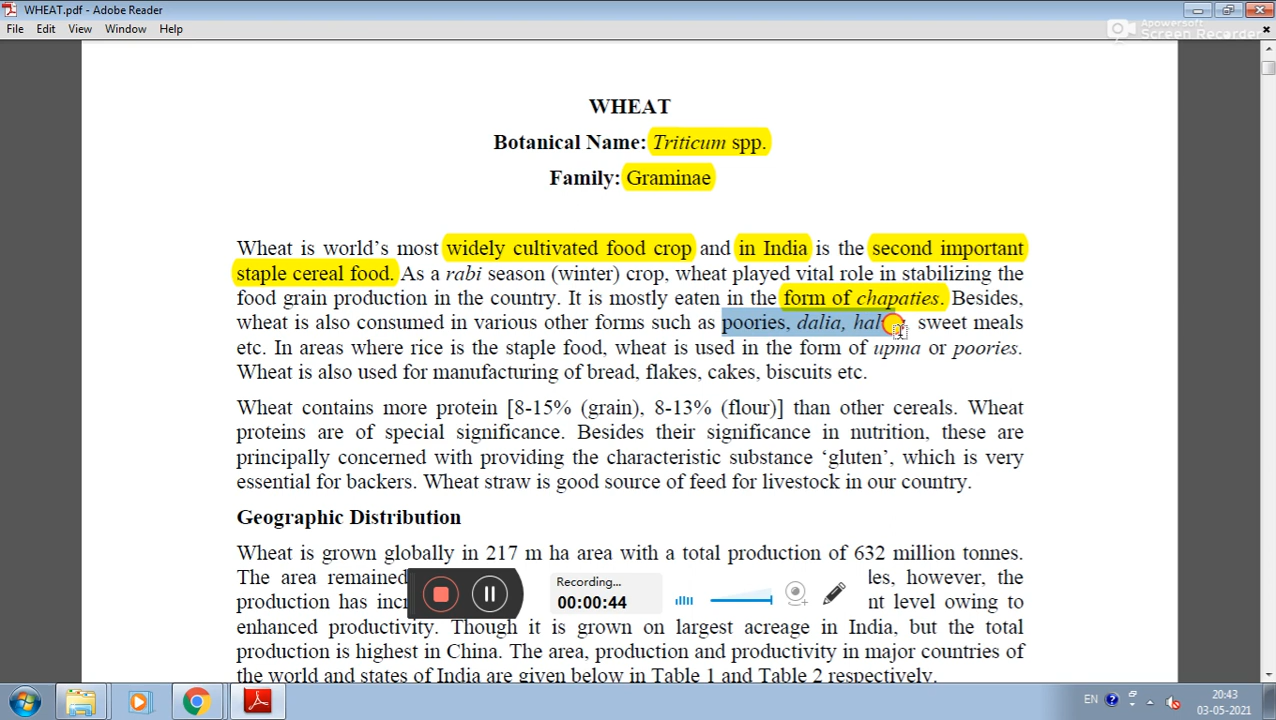 WHEAT.pdf - Adobe Reader
File Edit View Window Help
Apowersoft
Screen Recorder
WHEAT
Botanical Name: Triticum spp.
Family: Graminae
Wheat is world's most widely cultivated food crop and in India is the second important
staple cereal food. As a rabi season (winter) crop, wheat played vital role in stabilizing the
food grain production in the country. It is mostly eaten in the form of chapaties. Besides,
wheat is also consumed in various other forms such as poories, dalia, hal sweet meals
etc. In areas where rice is the staple food, wheat is used in the form of upma or poories.
Wheat is also used for manufacturing of bread, flakes, cakes, biscuits etc.
Wheat contains more protein [8-15% (grain), 8-13% (flour)] than other cereals. Wheat
proteins are of special significance. Besides their significance in nutrition, these are
principally concerned with providing the characteristic substance ‘gluten’, which is very
essential for backers. Wheat straw is good source of feed for livestock in our country.
Geographic Distribution
Wheat is grown globally in 217 m ha area with a total production of 632 million tonnes.
The area remained les, however, the
production has incr nt level owing to
Recording...
00:00:44
enhanced productivity. Though it is grown on largest acreage in India, but the total
production is highest in China. The area, production and productivity in major countries of
the world and states of India are given below in Table 1 and Table 2 respectively.
EN
20:43
03-05-2021